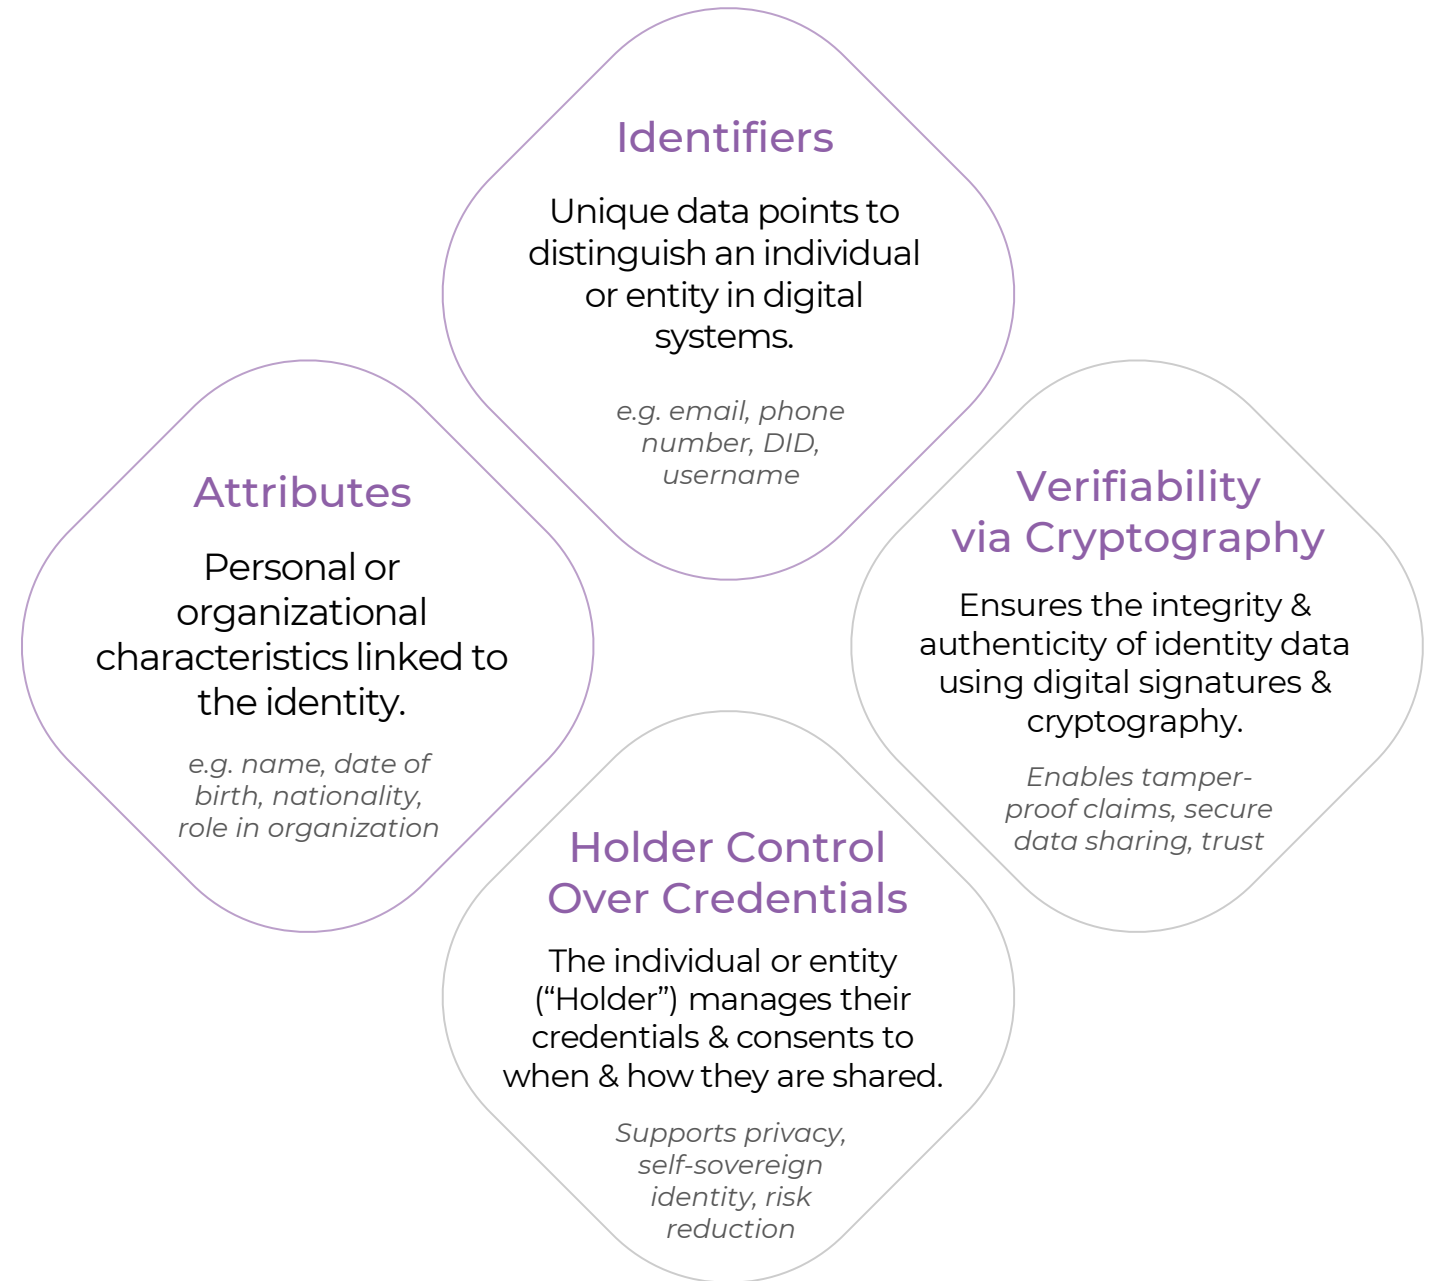 Identifiers
Unique data points to
distinguish an individual
or entity in digital
systems.
e.g. email, phone
number, DID,
username
Attributes
Personal or
organizational
characteristics linked to
the identity.
e.g. name, date of
birth, nationality,
role in organization
Verifiability
via Cryptography
Ensures the integrity &
authenticity of identity data
using digital signatures &
cryptography.
Enables tamper-
proof claims, secure
data sharing, trust
Holder Control
Over Credentials
The individual or entity
(“Holder”) manages their
credentials & consents to
when & how they are shared.
Supports privacy,
self-sovereign
identity, risk
reduction